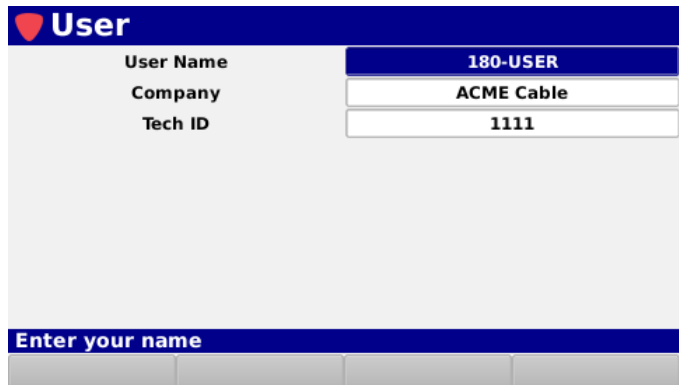 User
User Name 180-USER
Company ACME Cable
Tech ID 1111
Enter your name